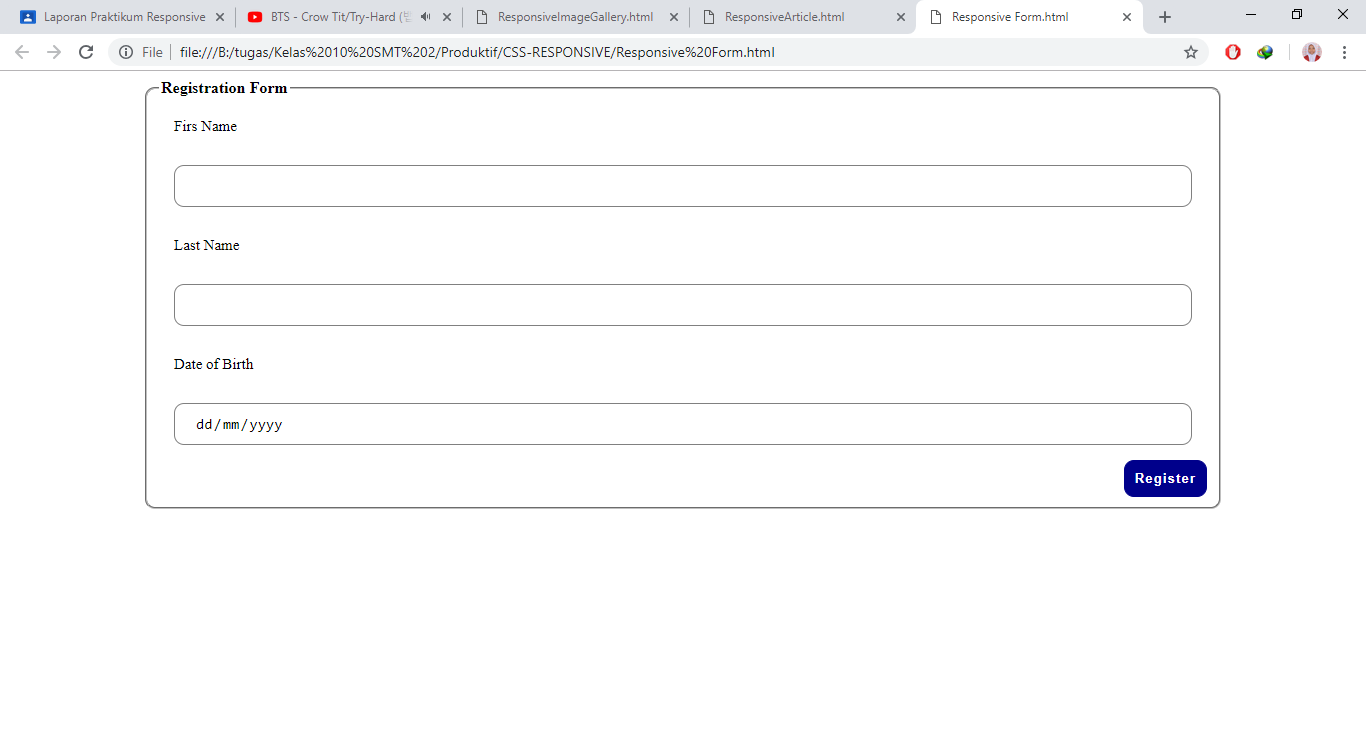 Laporan Praktikum Responsive
BTS - Crow Tit/Try-Hard (
ResponsiveImageGallery.html
ResponsiveArticle.html
Responsive Form.html
File
file:///B:/tugas/Kelas%2010%20SMT%202/Produktif/CSS-RESPONSIVE/Responsive%20Form.html
Registration Form
Firs Name
Last Name
Date of Birth
dd/mm/yyyy
Register